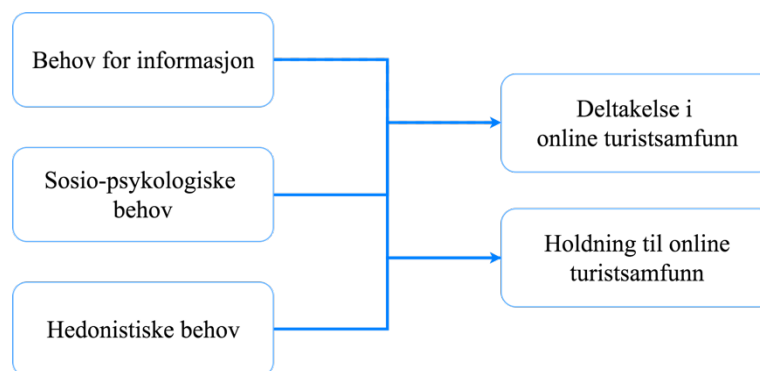 Behov for informasjon
Sosio-psykologiske
behov
Hedonistiske behov
Deltakelse i
online turistsamfunn
Holdning til online
turistsamfunn